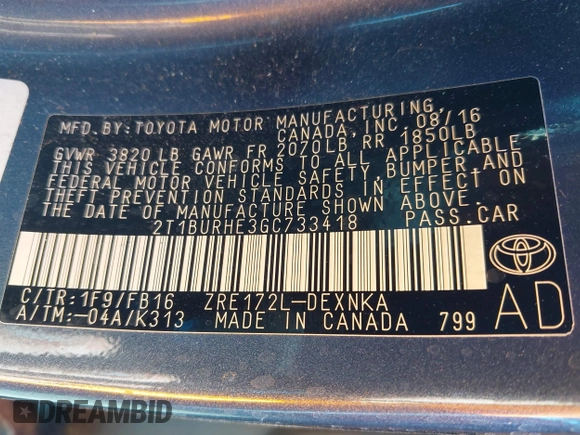 MFD.BY:TOYOTA MOTOR MANUFACTURING,
CANADA,INC. 08/16
GVWR 3820 LB GAWR FR 2070LB,RR 1850LB
THIS VEHICLE CONFORMS TO ALL APPLICABLE
FEDERAL MOTOR VEHICLE SAFETY,BUMPER AND
THEFT PREVENTION STANDARDS IN EFFECT ON
THE DATE OF MANUFACTURE SHOWN ABOVE.
2T1BURHE3GC733418 PASS.CAR
C/TR:1F9/FB16 ZRE172L-DEXNKA
A/TM:-04A/K313 MADE IN CANADA 799
AD
DREAMBID